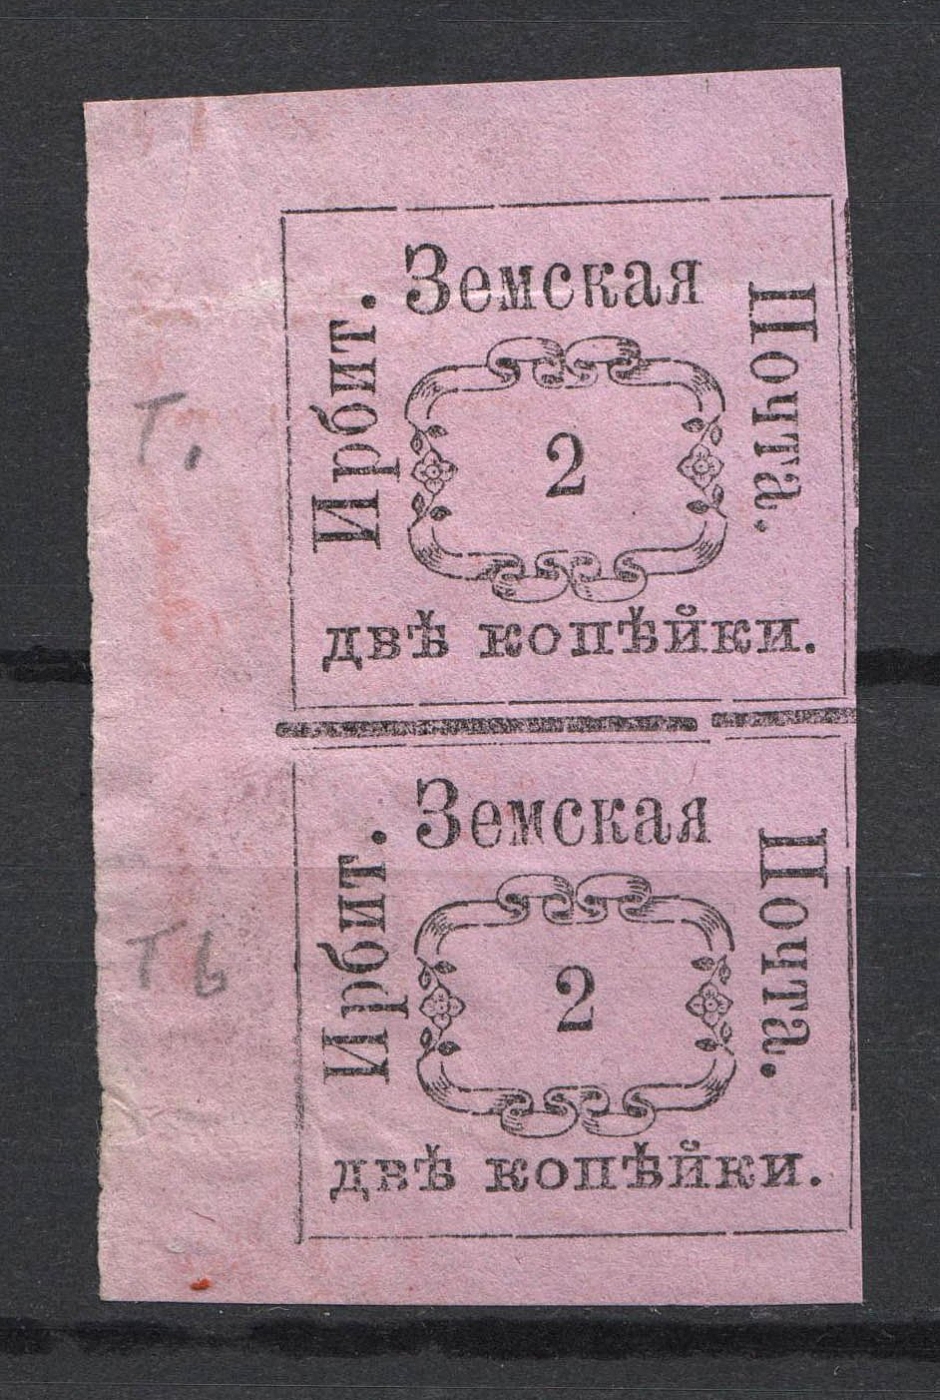 Ирбит.
Земская
Почта.
2
двѣ копѣйки.
Т.
Ирбит.
Земская
Почта.
2
двѣ копѣйки.